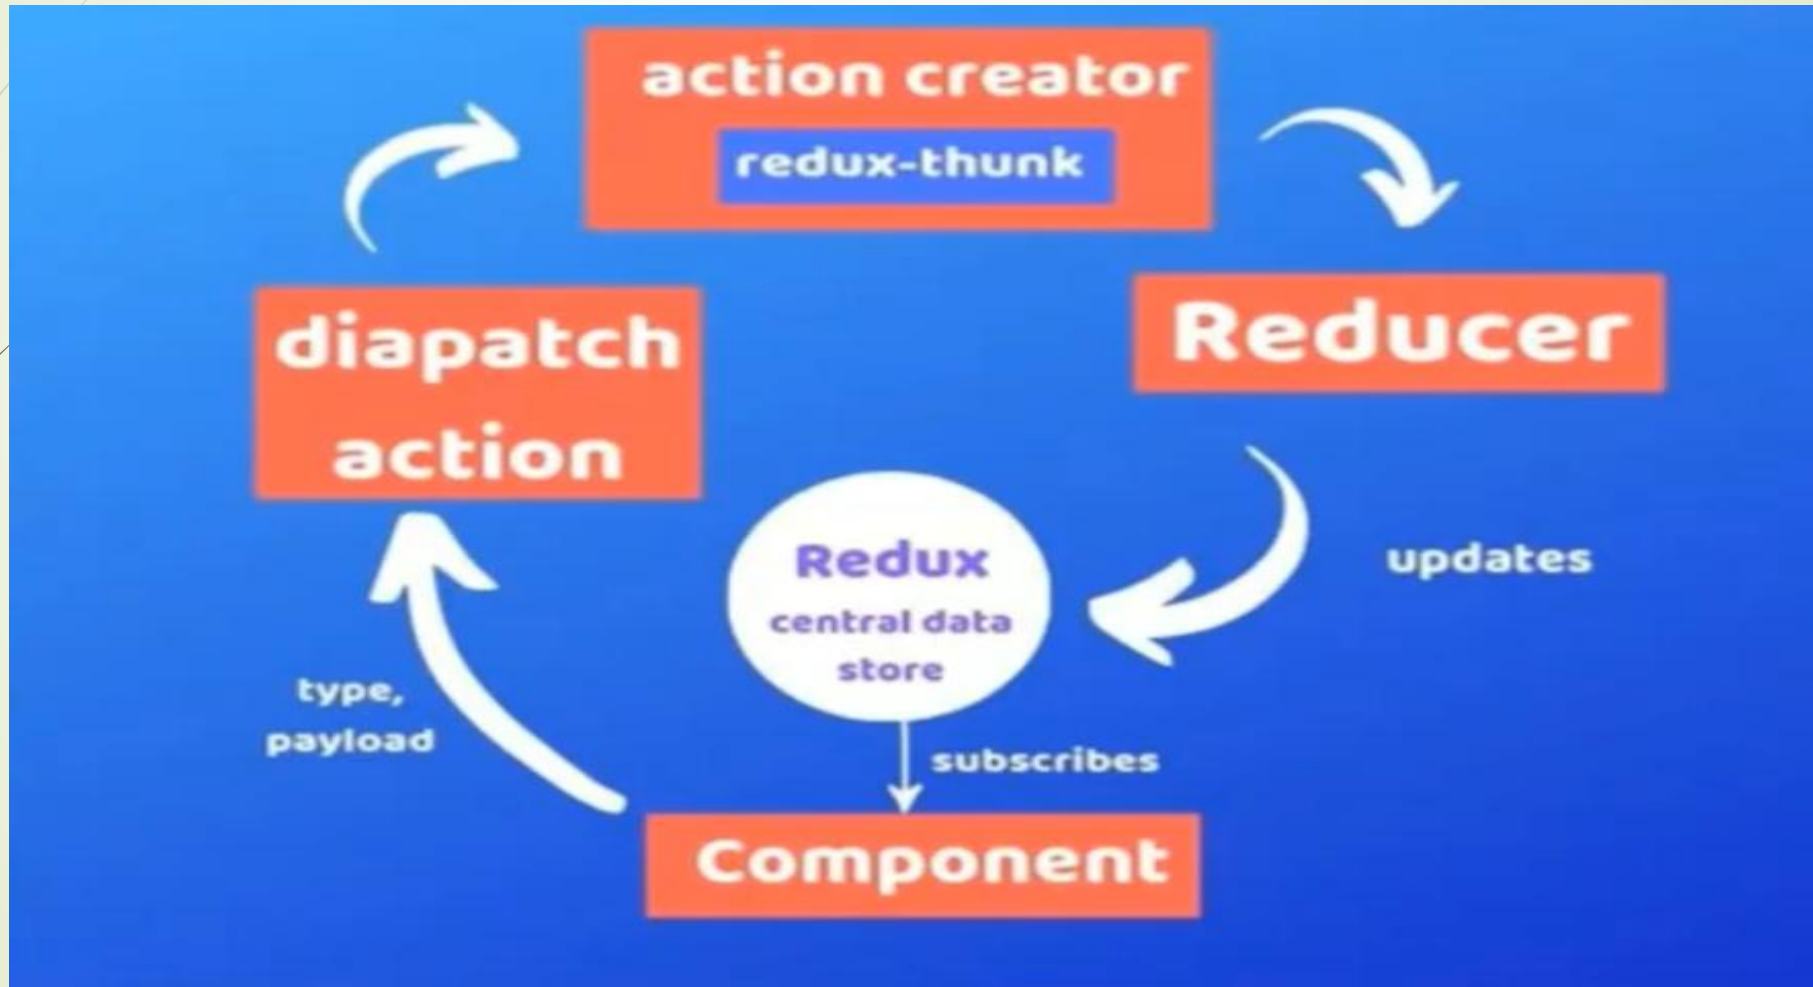 action creator
redux-thunk
diapatch
action
Reducer
Redux
central data
store
updates
type,
payload
subscribes
Component